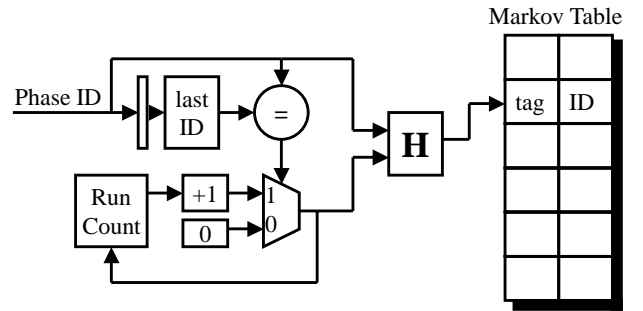 Markov Table
Phase ID
last
ID
=
tag ID
H
Run
Count
+1
1
0
0